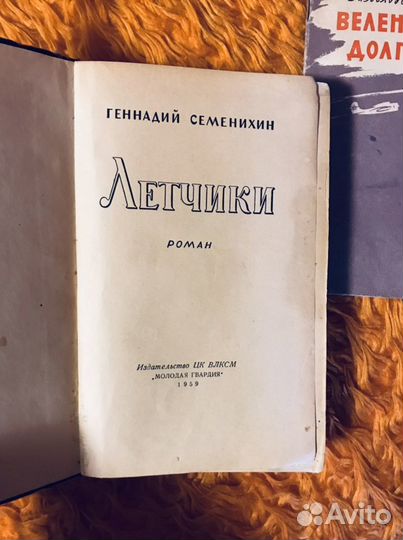 ГЕННАДИЙ СЕМЕНИХИН
ЛЕТЧИКИ
РОМАН
Издательство ЦК ВЛКСМ
„МОЛОДАЯ ГВАРДИЯ“
1959
ВЕЛЕН
ДОЛГ
Avito